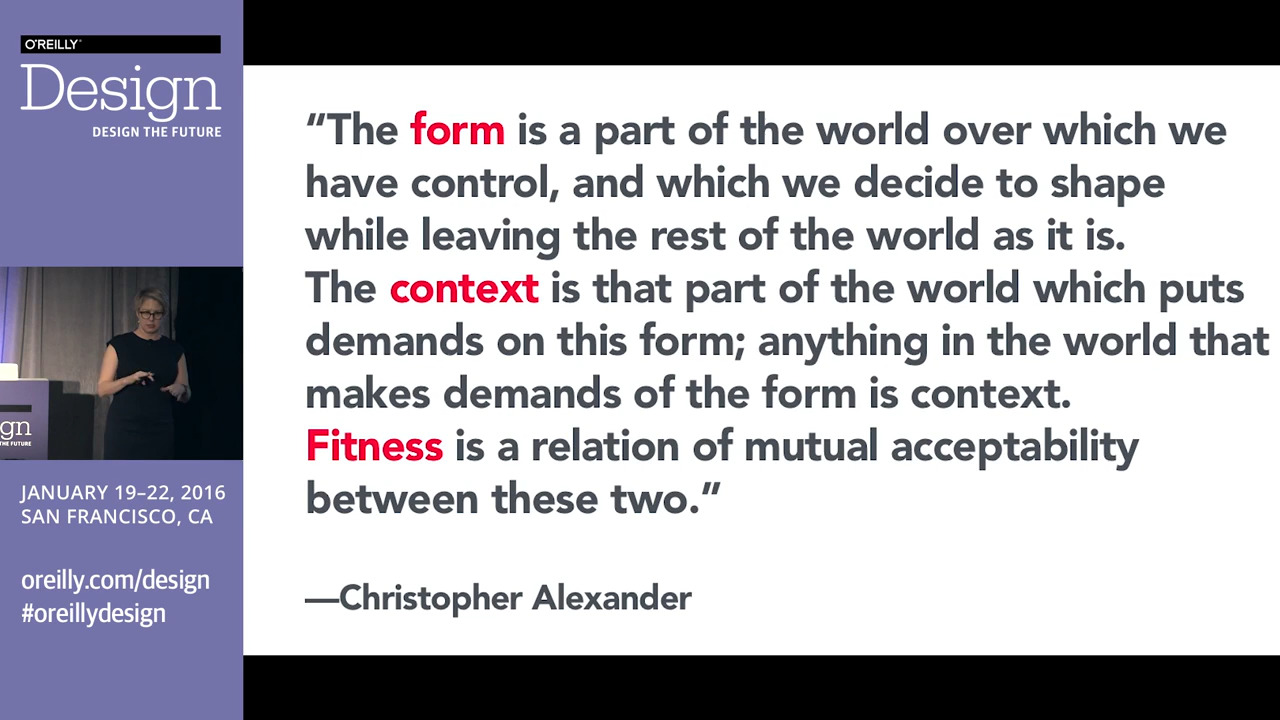 O'REILLY®
Design
DESIGN THE FUTURE
gn
THE FUTURE
JANUARY 19–22, 2016
SAN FRANCISCO, CA
oreilly.com/design
#oreillydesign
“The form is a part of the world over which we
have control, and which we decide to shape
while leaving the rest of the world as it is.
The context is that part of the world which puts
demands on this form; anything in the world that
makes demands of the form is context.
Fitness is a relation of mutual acceptability
between these two.”
—Christopher Alexander